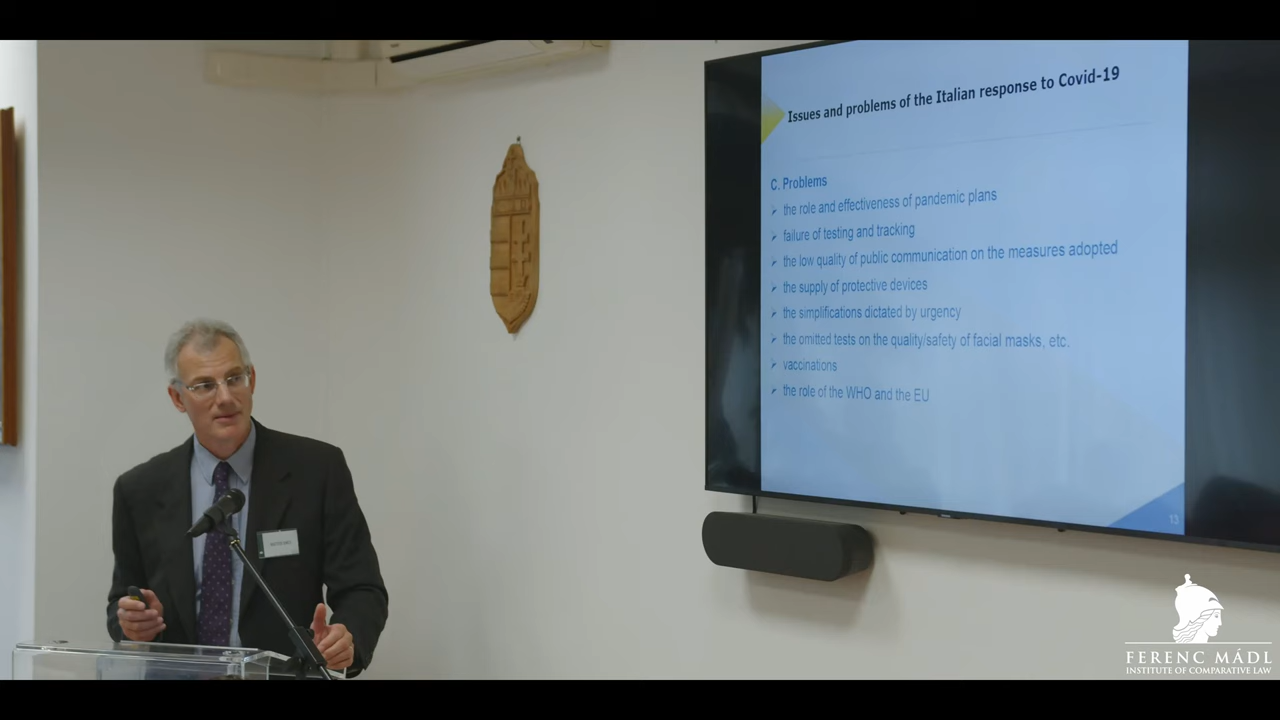 Issues and problems of the Italian response to Covid-19
C. Problems
the role and effectiveness of pandemic plans
failure of testing and tracking
the low quality of public communication on the measures adopted
the supply of protective devices
the simplifications dictated by urgency
the omitted tests on the quality/safety of facial masks, etc.
vaccinations
the role of the WHO and the EU
13
FERENC MÁDL
INSTITUTE OF COMPARATIVE LAW